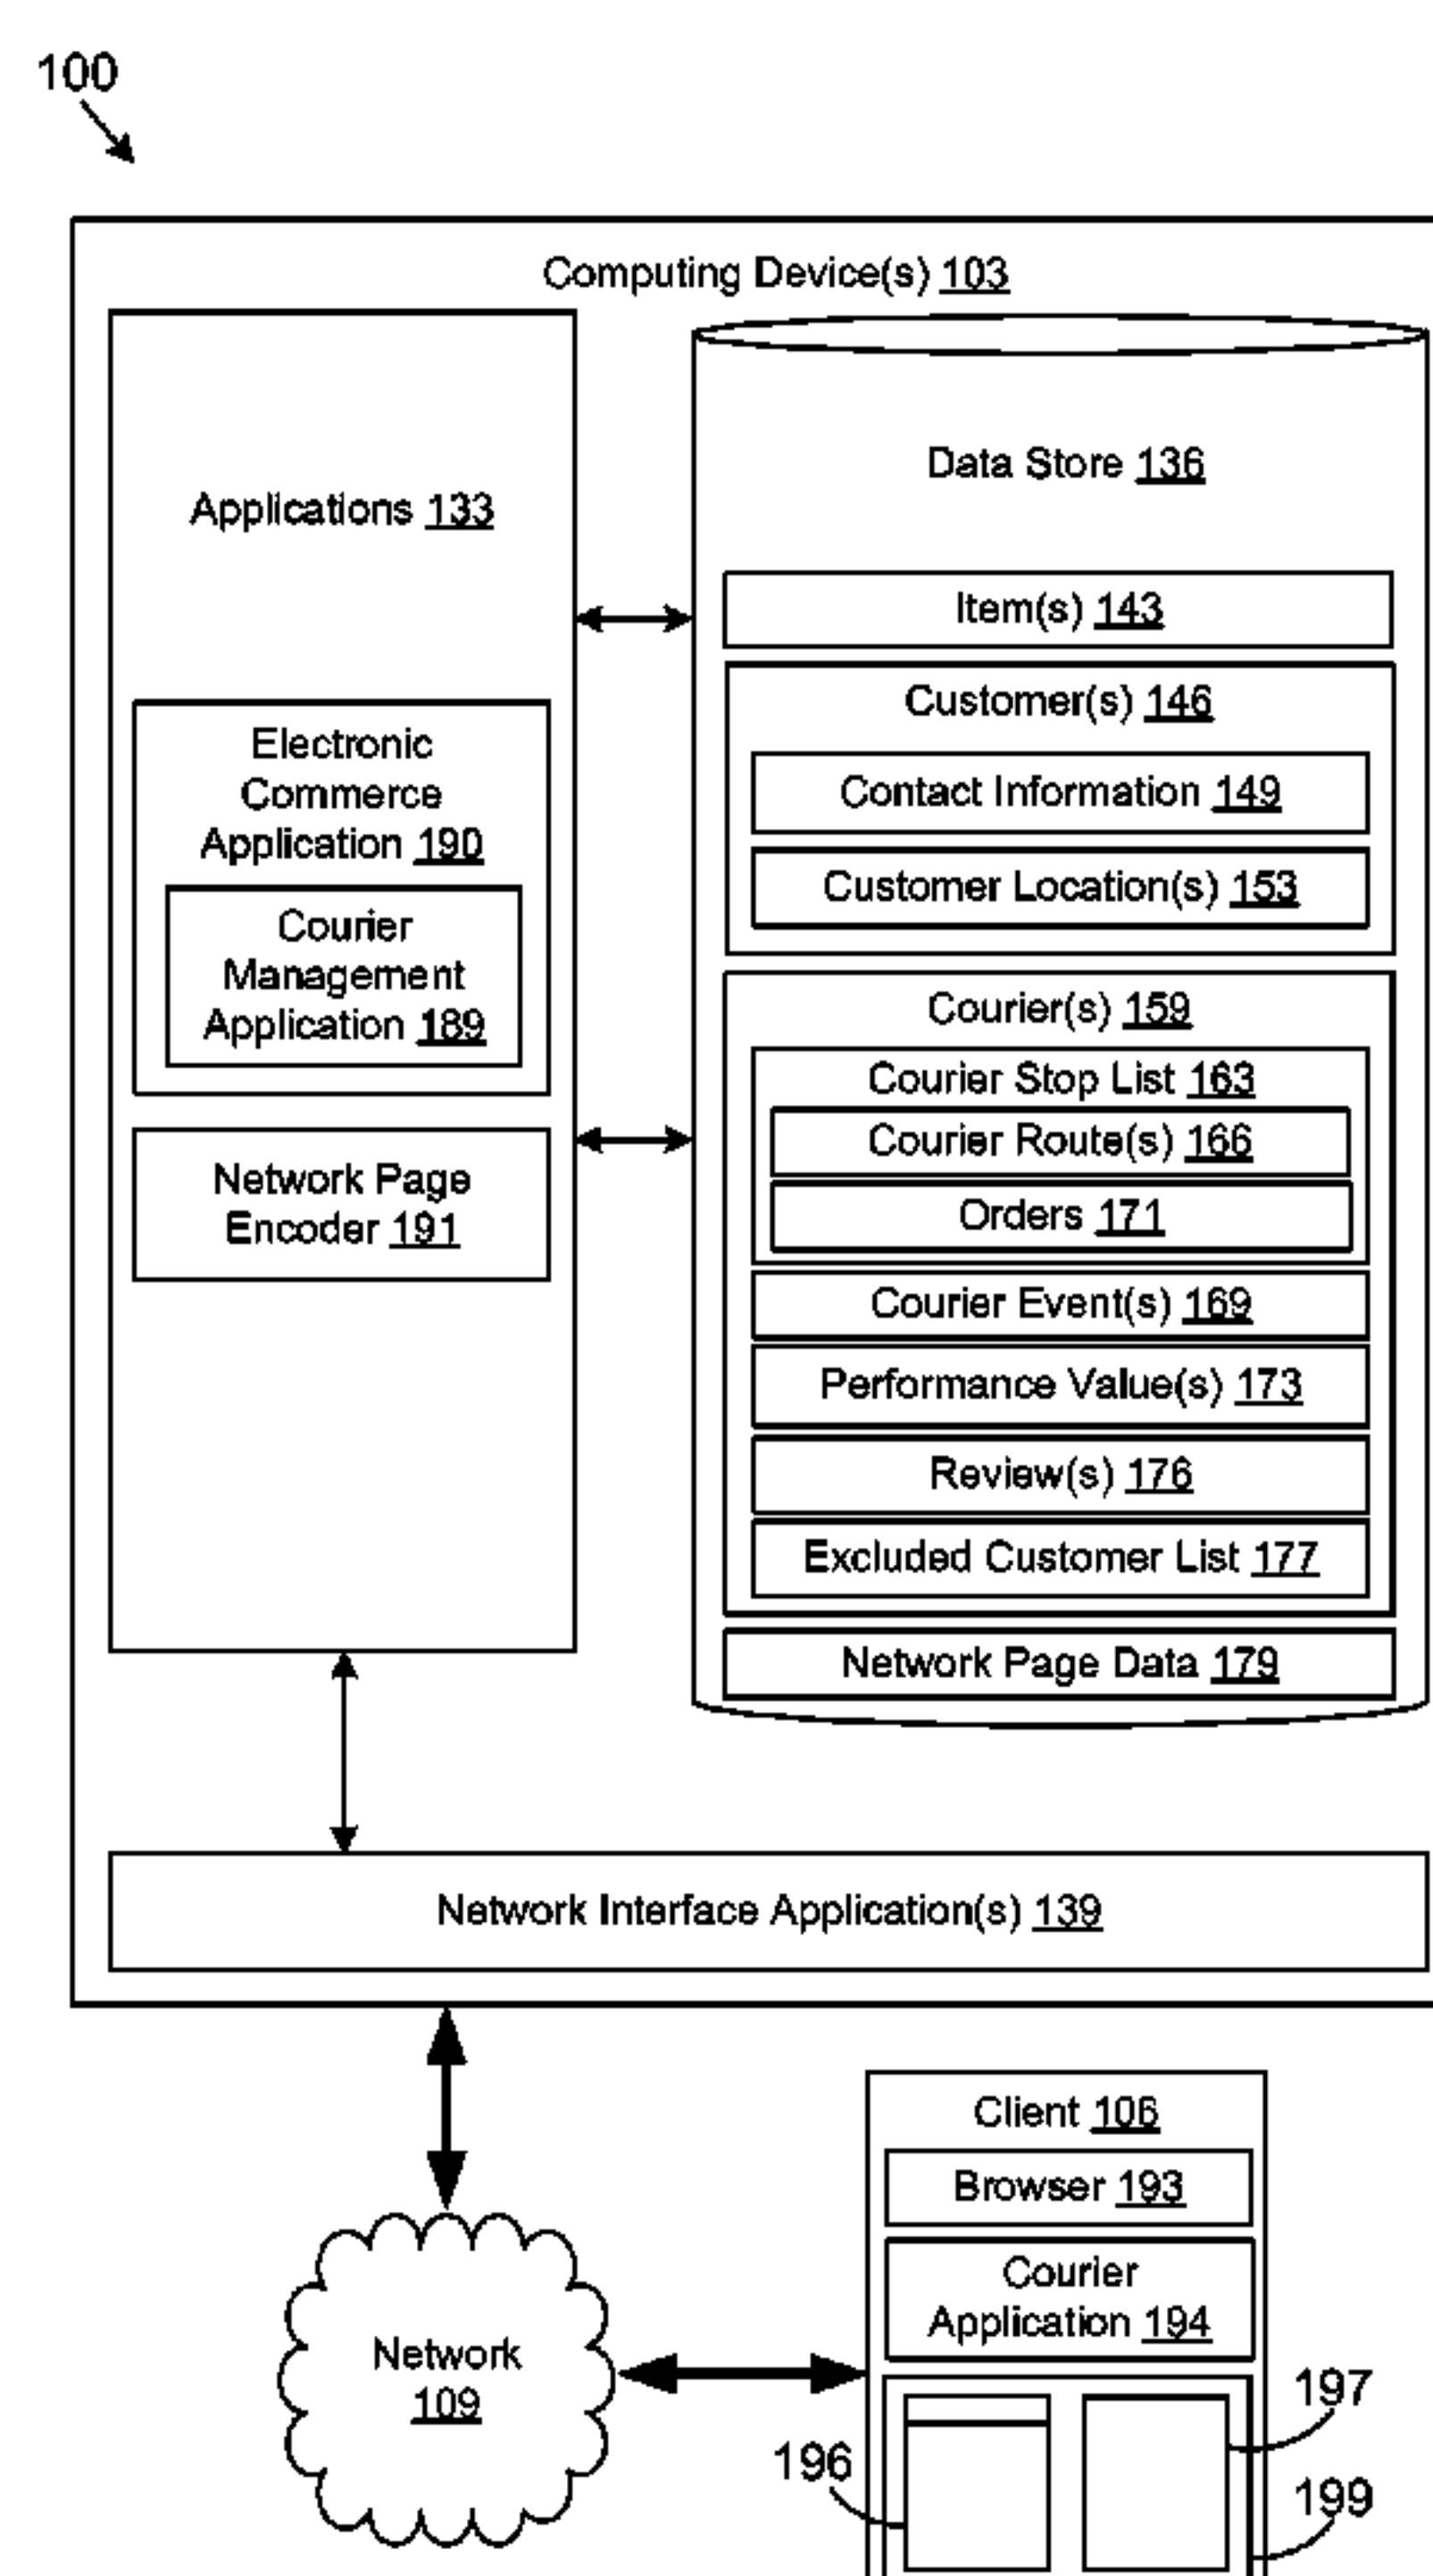 100
Computing Device(s) 103
Applications 133
Electronic
Commerce
Application 190
Courier
Management
Application 189
Network Page
Encoder 191
Data Store 136
Item(s) 143
Customer(s) 146
Contact Information 149
Customer Location(s) 153
Courier(s) 159
Courier Stop List 163
Courier Route(s) 166
Orders 171
Courier Event(s) 169
Performance Value(s) 173
Review(s) 176
Excluded Customer List 177
Network Page Data 179
Network Interface Application(s) 139
Network
109
Client 106
Browser 193
Courier
Application 194
196
197
199